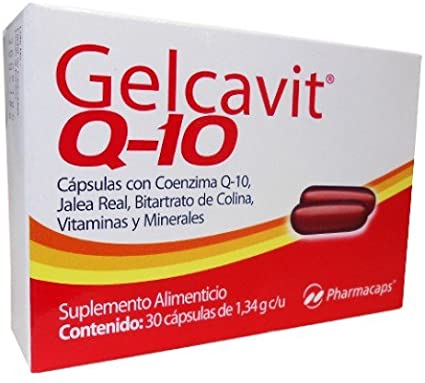 Gelcavit®
Q-10
Cápsulas con Coenzima Q-10,
Jalea Real, Bitartrato de Colina,
Vitaminas y Minerales
Suplemento Alimenticio
Contenido: 30 cápsulas de 1,34 g c/u
Pharmacaps®